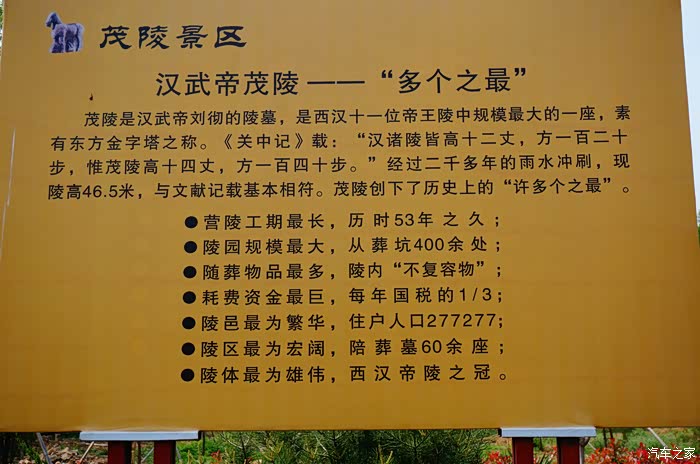 茂陵景区
汉武帝茂陵——“多个之最”
茂陵是汉武帝刘彻的陵墓，是西汉十一位帝王陵中规模最大的一座，素
有东方金字塔之称。《关中记》载：“汉诸陵皆高十二丈，方一百二十
步，惟茂陵高十四丈，方一百四十步。”经过二千多年的雨水冲刷，现
陵高46.5米，与文献记载基本相符。茂陵创下了历史上的“许多个之最”。
●营陵工期最长，历时53年之久；
●陵园规模最大，从葬坑400余处；
●随葬物品最多，陵内“不复容物”；
●耗费资金最巨，每年国税的1/3；
●陵邑最为繁华，住户人口277277；
●陵区最为宏阔，陪葬墓60余座；
●陵体最为雄伟，西汉帝陵之冠。
汽车之家